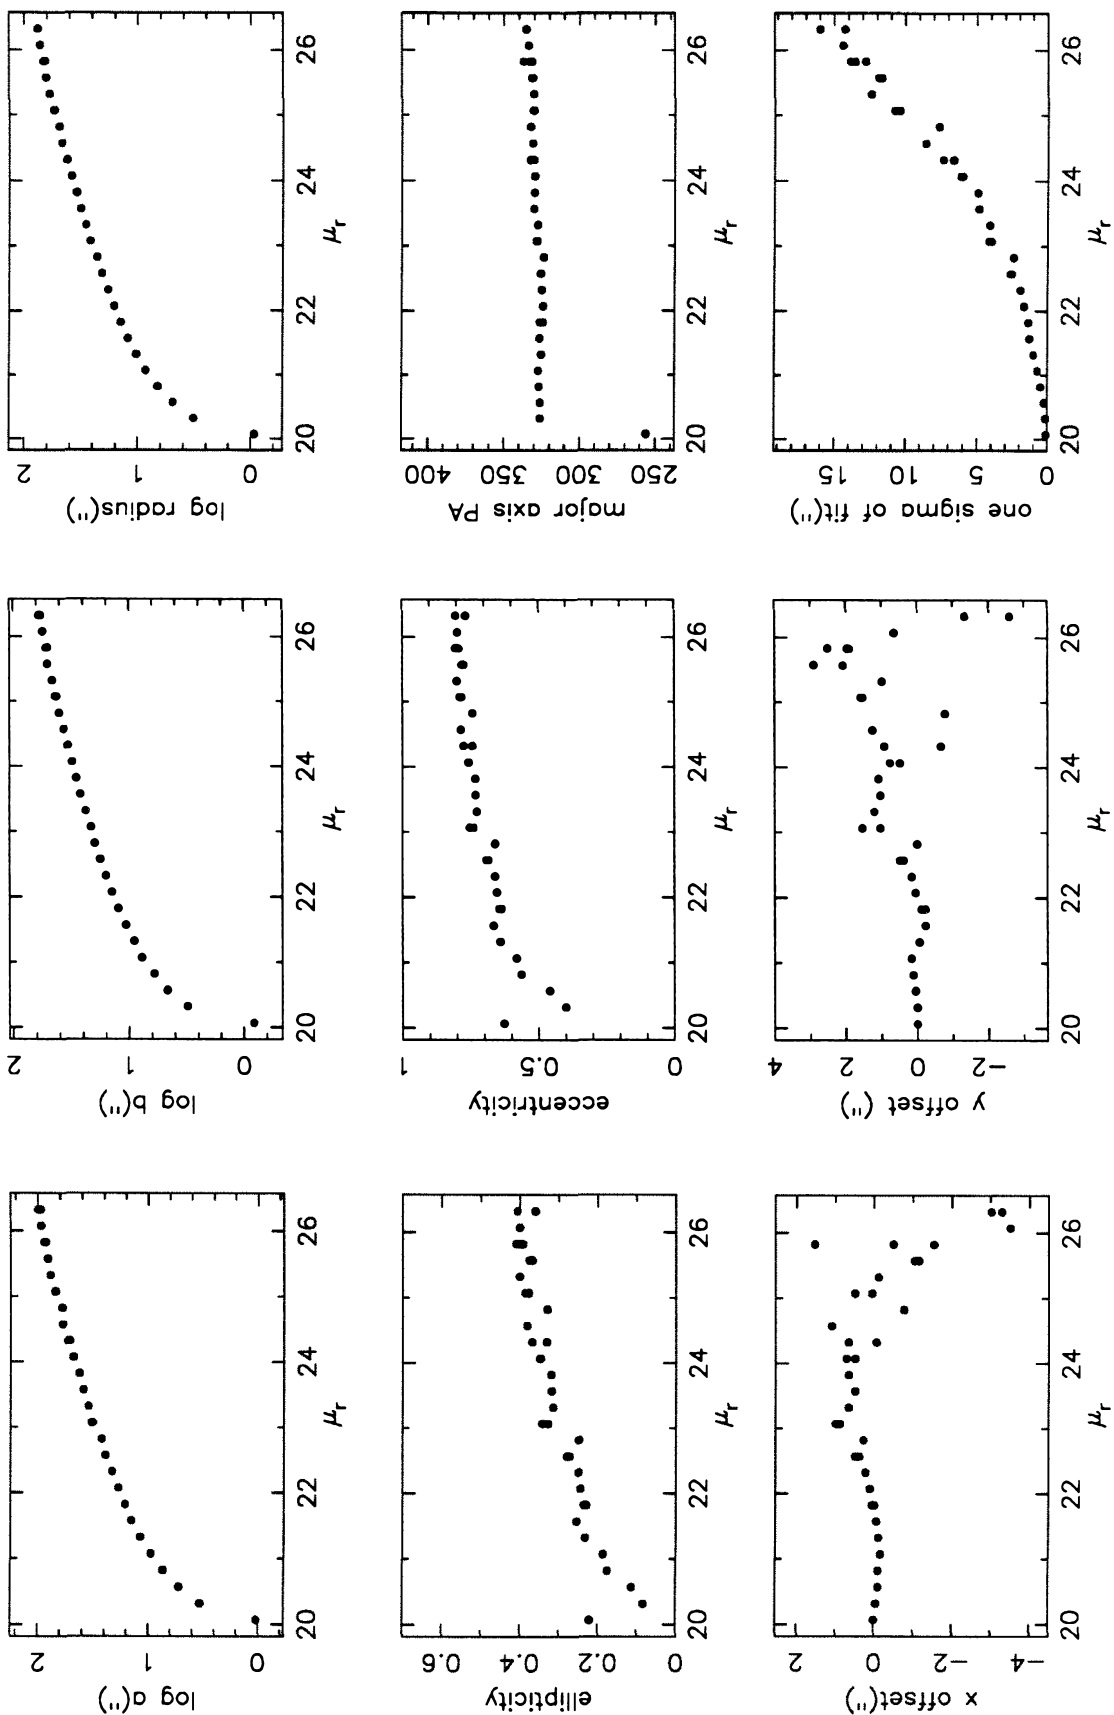 log a(")
2
1
0
20 22 24 26
μr
log b(")
2
1
0
20 22 24 26
μr
log radius(")
2
1
0
20 22 24 26
μr
ellipticity
0.6
0.4
0.2
0
20 22 24 26
μr
eccentricity
1
0.5
0
20 22 24 26
μr
major axis PA
400
350
300
250
20 22 24 26
μr
x offset(")
2
0
−2
−4
20 22 24 26
μr
y offset (")
4
2
0
−2
20 22 24 26
μr
one sigma of fit(")
15
10
5
0
20 22 24 26
μr